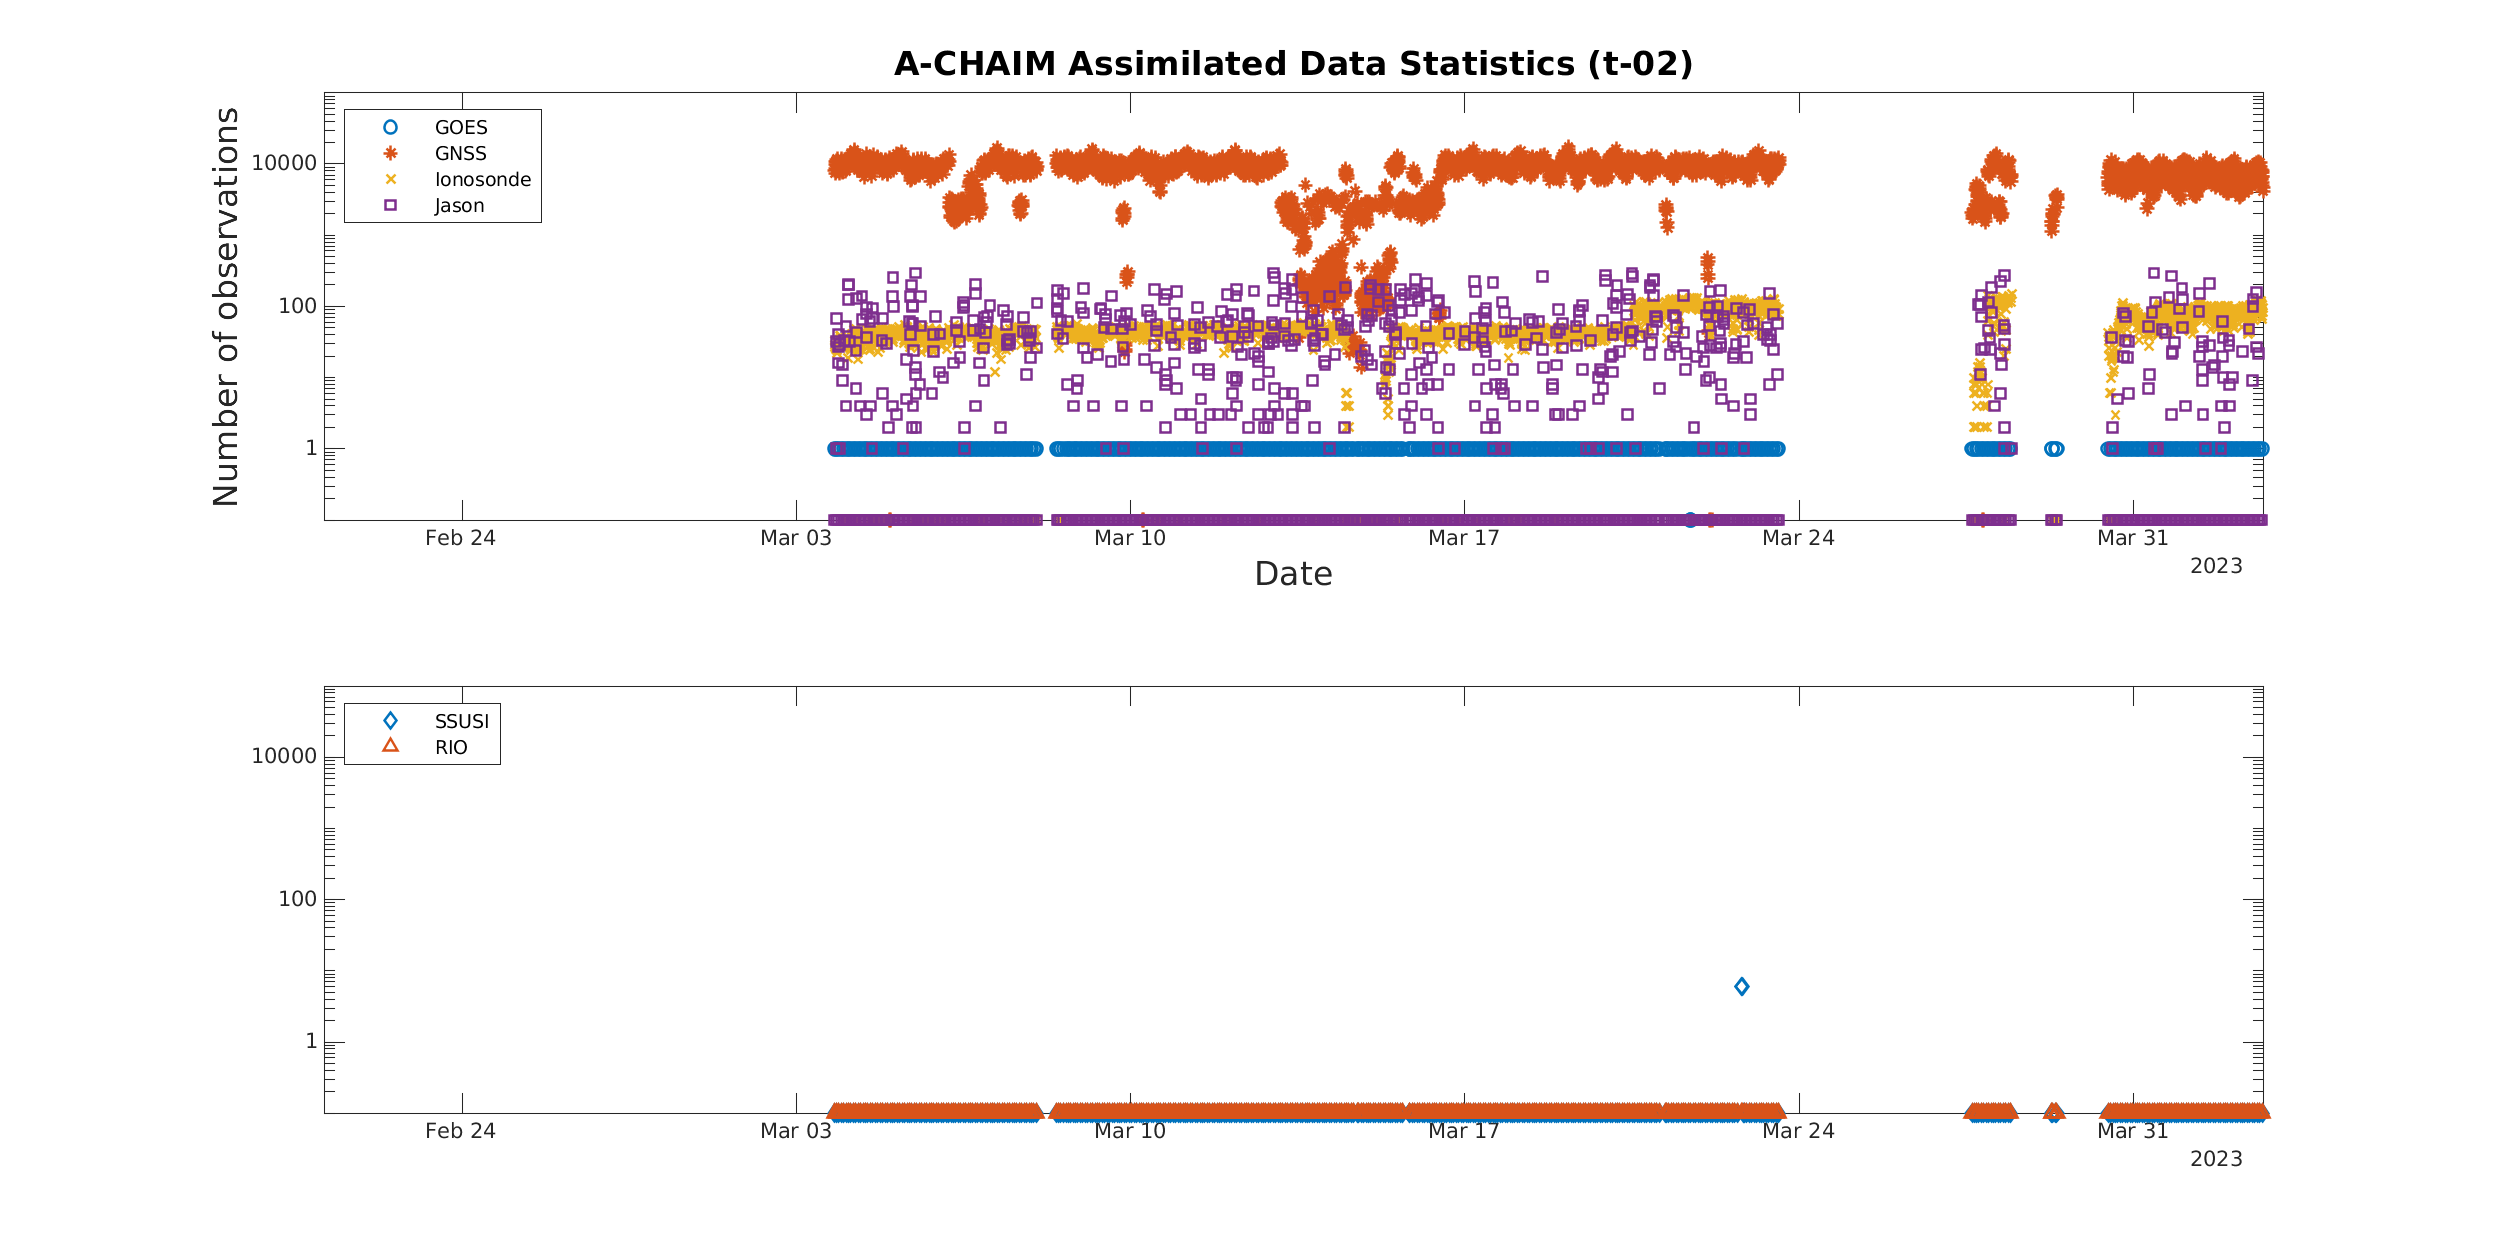 A-CHAIM Assimilated Data Statistics (t-02)
Number of observations
10000
100
1
GOES
GNSS
Ionosonde
Jason
Feb 24
Mar 03
Mar 10
Mar 17
Mar 24
Mar 31
2023
Date
10000
100
1
SSUSI
RIO
Feb 24
Mar 03
Mar 10
Mar 17
Mar 24
Mar 31
2023